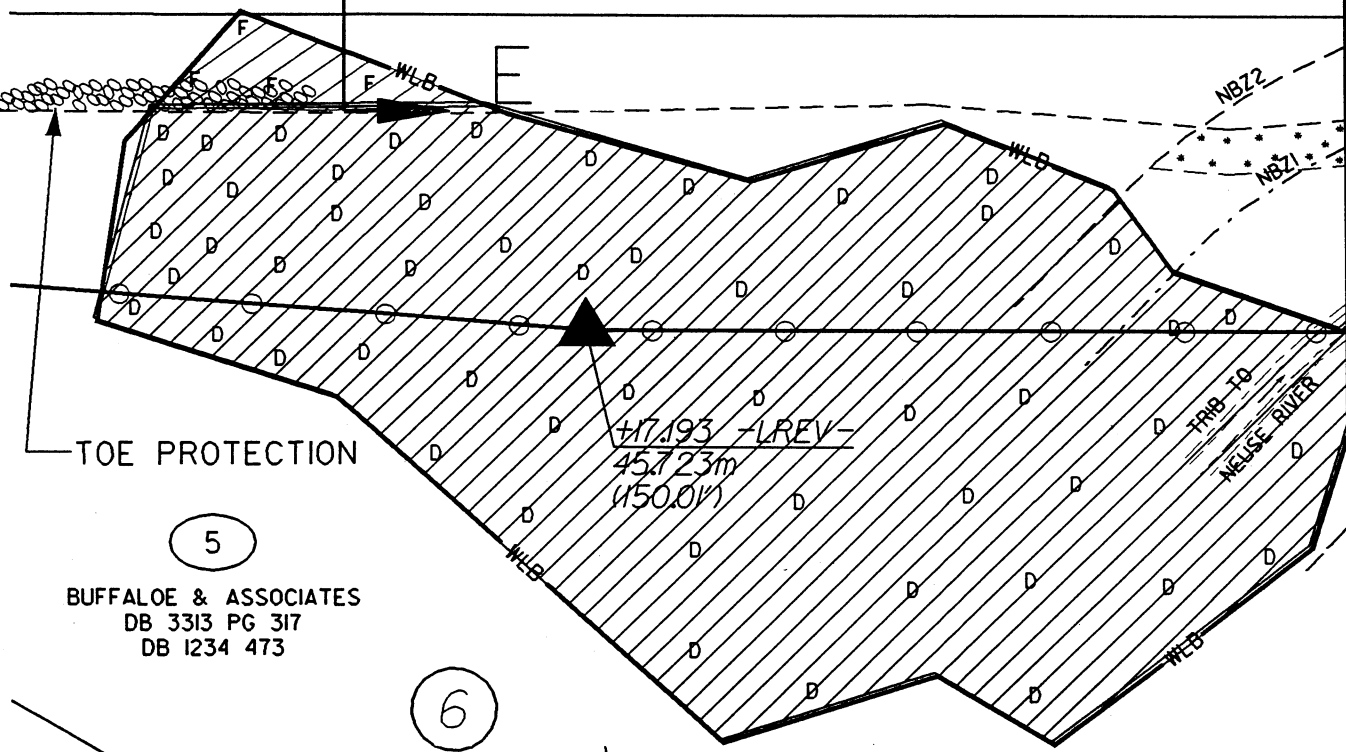 F
F
F
F
WLB
E
NBZ2
NBZ1
WLB
D D D D D D D D D D D D D D D D D D D D D D D D D D D D D D D D D D D D D D D D D D D D D D D D D D D D D D D
+17.193 -LREV-
45.723m
(150.01')
TRIB TO
NEUSE RIVER
TOE PROTECTION
5
BUFFALOE & ASSOCIATES
DB 3313 PG 317
DB 1234 473
WLB
WLB
6